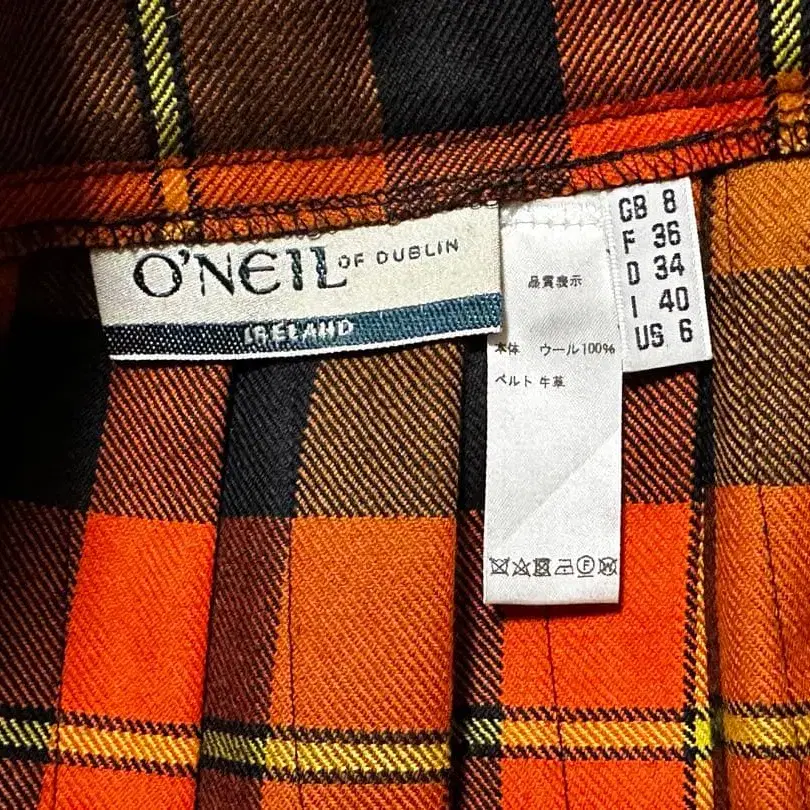 O'NEIL OF DUBLIN
IRELAND
品質表示
本体 ウール100%
ベルト 牛革
F
W
GB 8
F 36
D 34
I 40
US 6